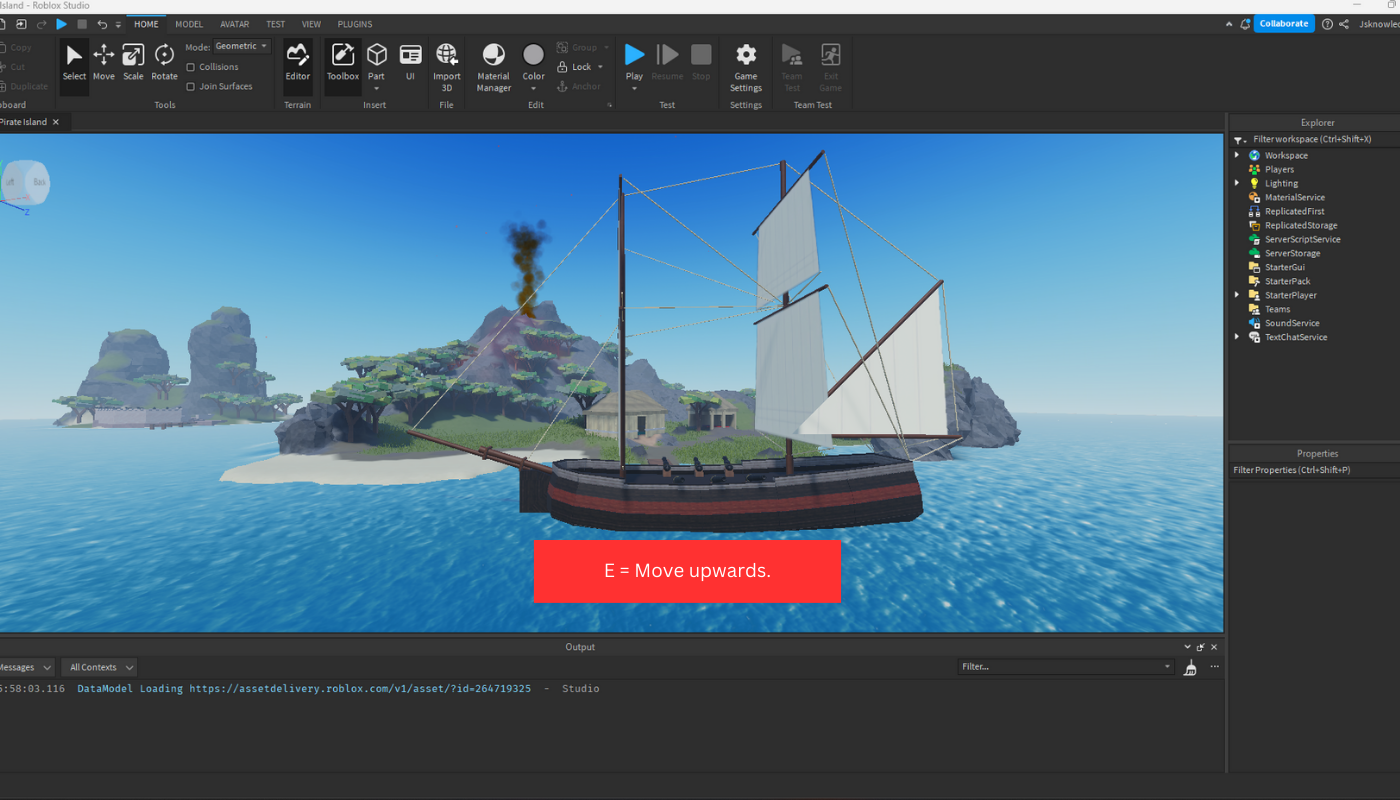 Island - Roblox Studio
HOME MODEL AVATAR TEST VIEW PLUGINS
Collaborate
Copy
Cut
Duplicate
Select Move Scale Rotate
Mode: Geometric
Collisions
Join Surfaces
Tools
Editor
Terrain
Toolbox Part UI
Insert
Import
3D
File
Material
Manager
Color
Group
Lock
Anchor
Edit
Play Resume Stop
Test
Game
Settings
Settings
Team
Test
Exit
Game
Team Test
Pirate Island
Explorer
Filter workspace (Ctrl+Shift+X)
Workspace
Players
Lighting
MaterialService
ReplicatedFirst
ReplicatedStorage
ServerScriptService
ServerStorage
StarterGui
StarterPack
StarterPlayer
Teams
SoundService
TextChatService
Properties
Filter Properties (Ctrl+Shift+P)
Back
Z
E = Move upwards.
Output
Messages All Contexts Filter...
:58:03.116 DataModel Loading https://assetdelivery.roblox.com/v1/asset/?id=264719325 - Studio